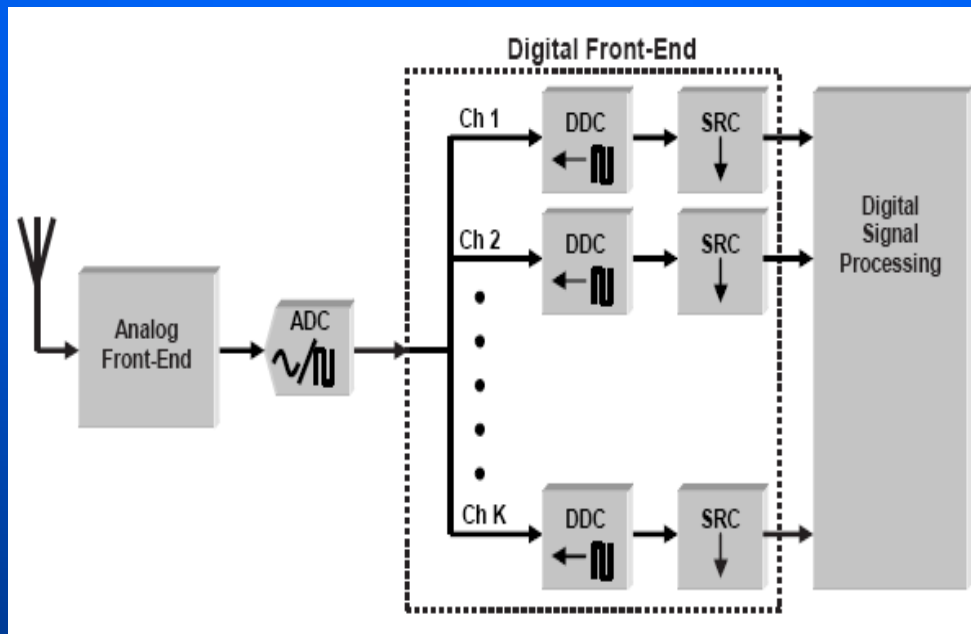 Digital Front-End
Ch 1
DDC
SRC
Ch 2
DDC
SRC
Digital
Signal
Processing
Analog
Front-End
ADC
Ch K
DDC
SRC